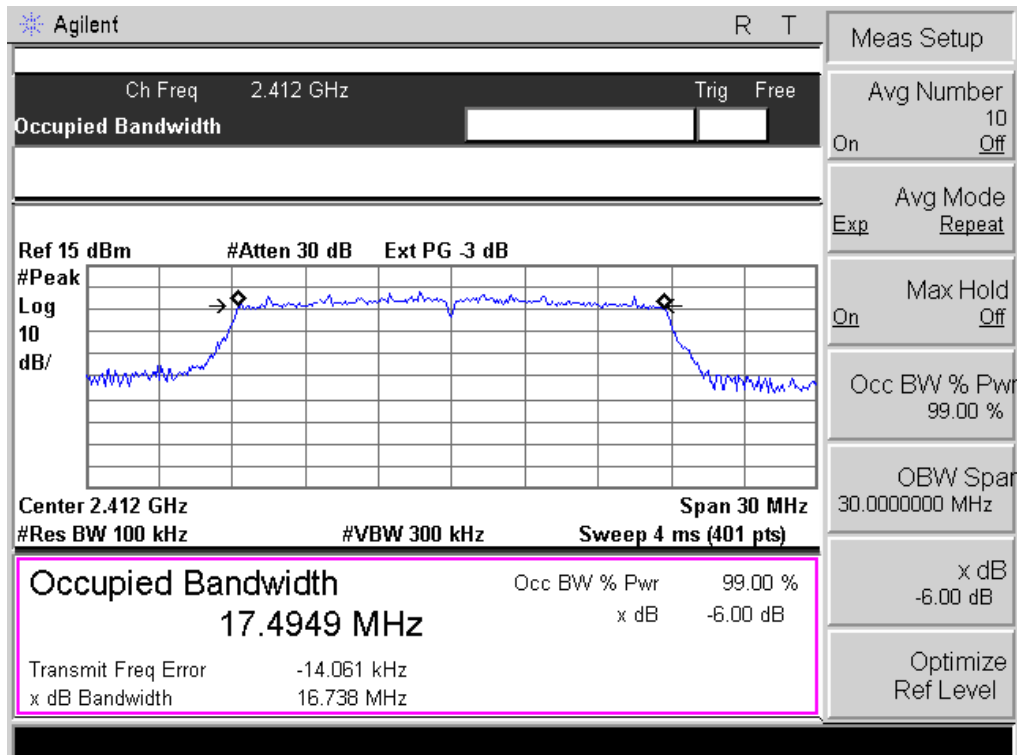 Agilent R T
Ch Freq 2.412 GHz Trig Free
Occupied Bandwidth
Ref 15 dBm #Atten 30 dB Ext PG -3 dB
#Peak
Log
10
dB/
Center 2.412 GHz Span 30 MHz
#Res BW 100 kHz #VBW 300 kHz Sweep 4 ms (401 pts)
Occupied Bandwidth Occ BW % Pwr 99.00 %
17.4949 MHz x dB -6.00 dB
Transmit Freq Error -14.061 kHz
x dB Bandwidth 16.738 MHz
Meas Setup
Avg Number
10
On Off
Avg Mode
Exp Repeat
Max Hold
On Off
Occ BW % Pwr
99.00 %
OBW Span
30.0000000 MHz
x dB
-6.00 dB
Optimize
Ref Level